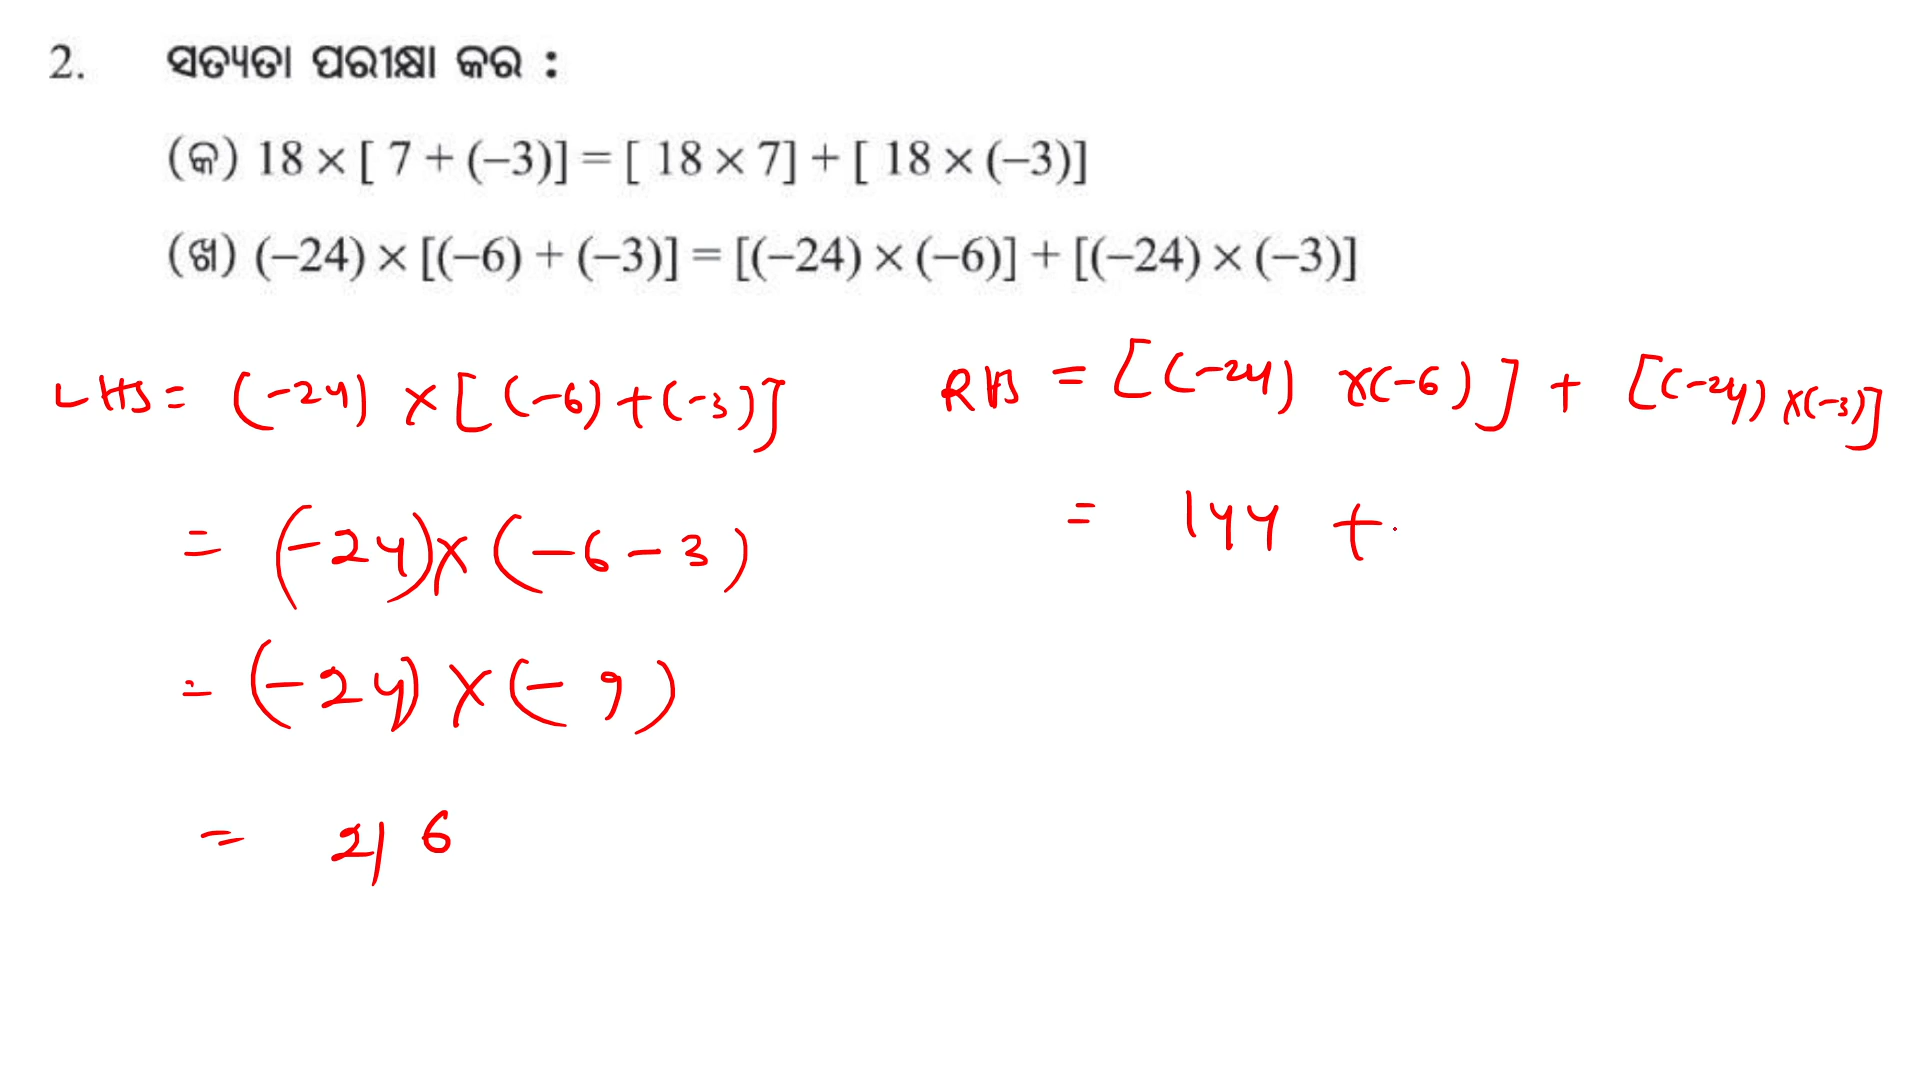 2. ସତ୍ୟତା ପରୀକ୍ଷା କର :
(କ) 18 × [ 7 + (–3)] = [ 18 × 7] + [ 18 × (–3)]
(ଖ) (–24) × [(–6) + (–3)] = [(–24) × (–6)] + [(–24) × (–3)]
LHS = (-24) × [(-6)+(-3)]
= (-24)×(-6-3)
= (-24)×(-9)
= 216
RHS = [(-24) ×(-6)] + [(-24)×(-3)]
= 144 +